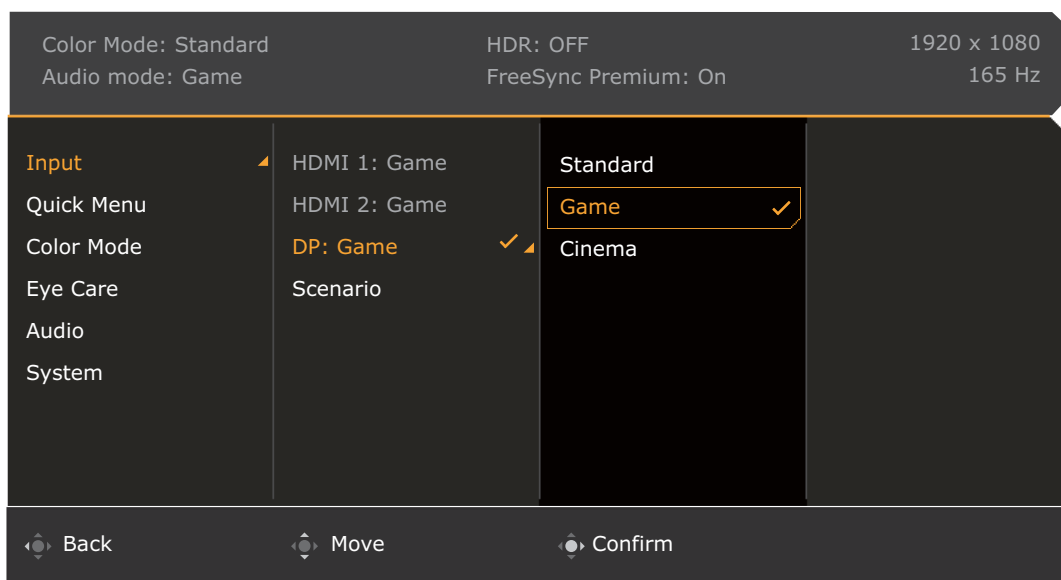 Color Mode: Standard
HDR: OFF
1920 x 1080
Audio mode: Game
FreeSync Premium: On
165 Hz
Input
Quick Menu
Color Mode
Eye Care
Audio
System
HDMI 1: Game
HDMI 2: Game
DP: Game
Scenario
Standard
Game
Cinema
Back
Move
Confirm